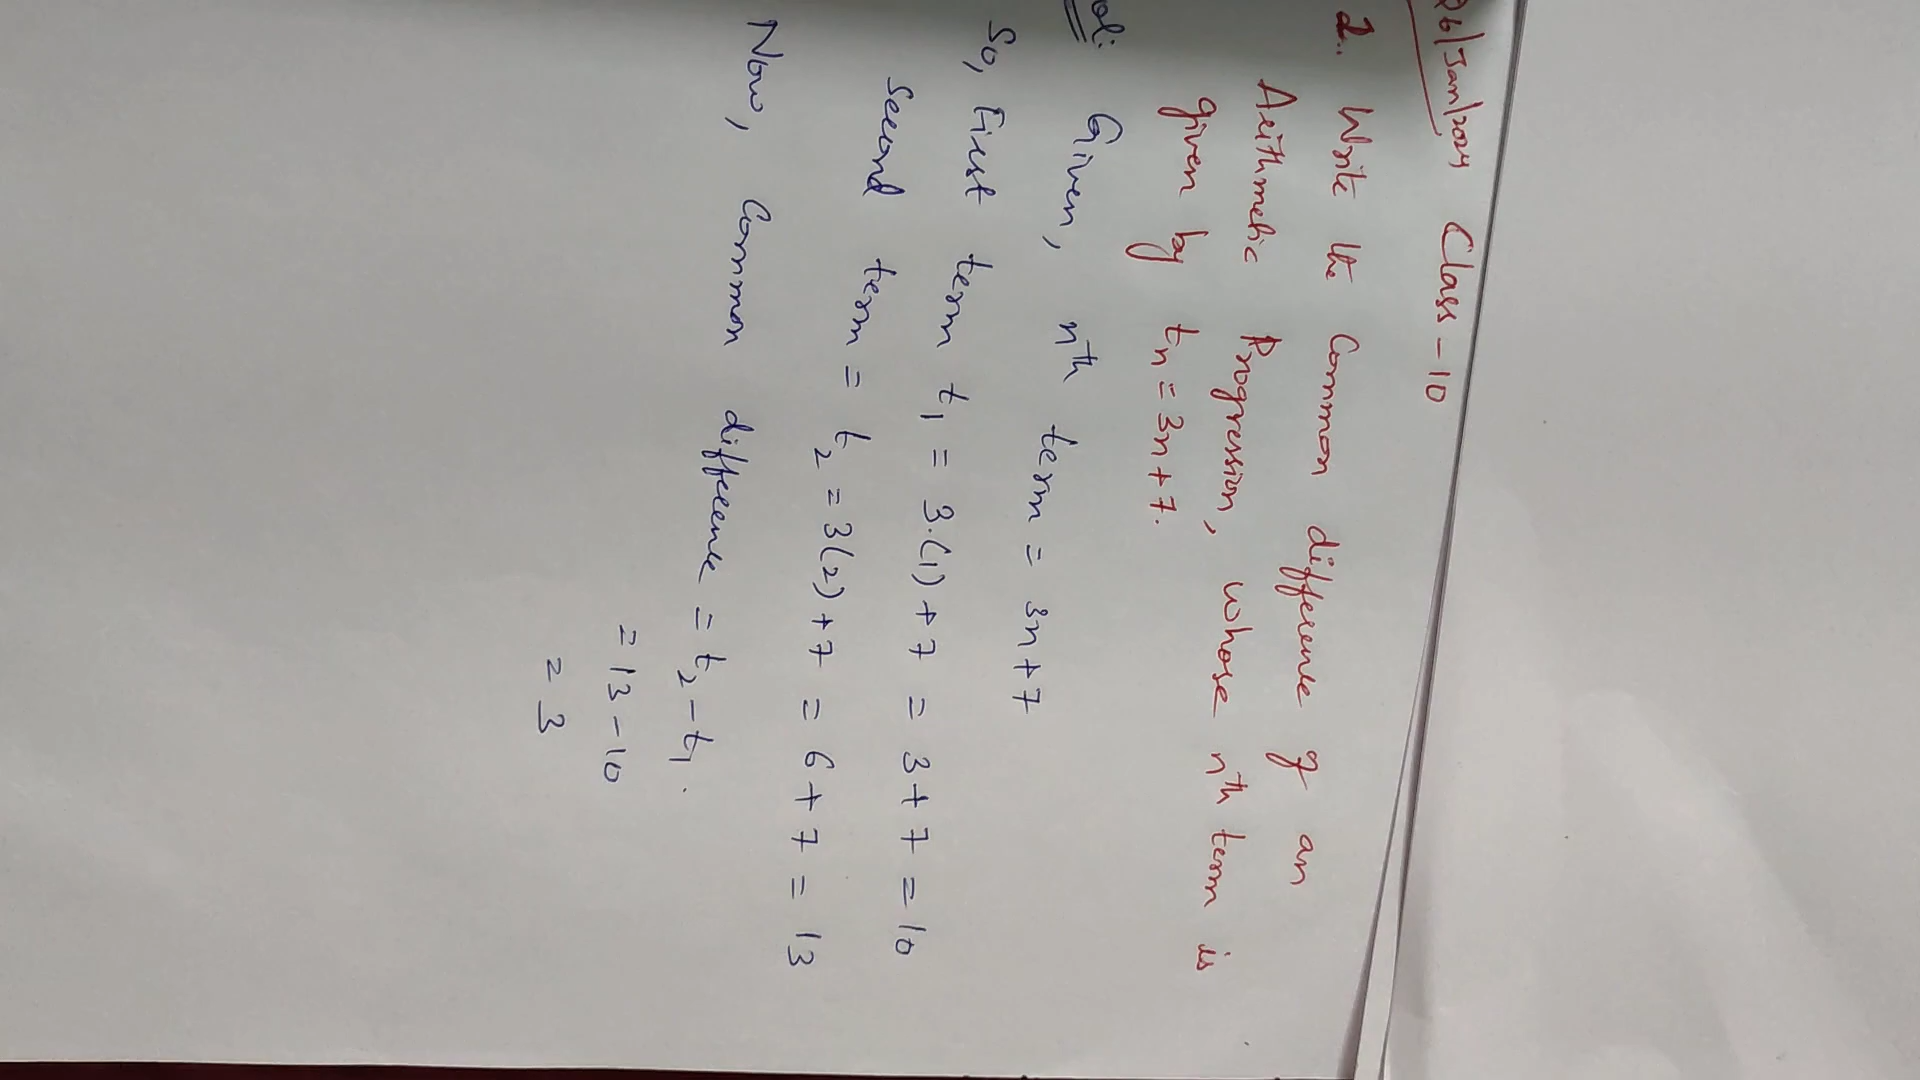 26/Jan/2024 Class-10
1. Write the Common difference of an
Arithmetic Progression, whose nth term is
given by tn = 3n+7.
ol:
Given, nth term = 3n+7
So, First term t1 = 3.(1)+7 = 3+7 = 10
Second term = t2 = 3(2)+7 = 6+7 = 13
Now, Common difference = t2-t1.
= 13-10
= 3